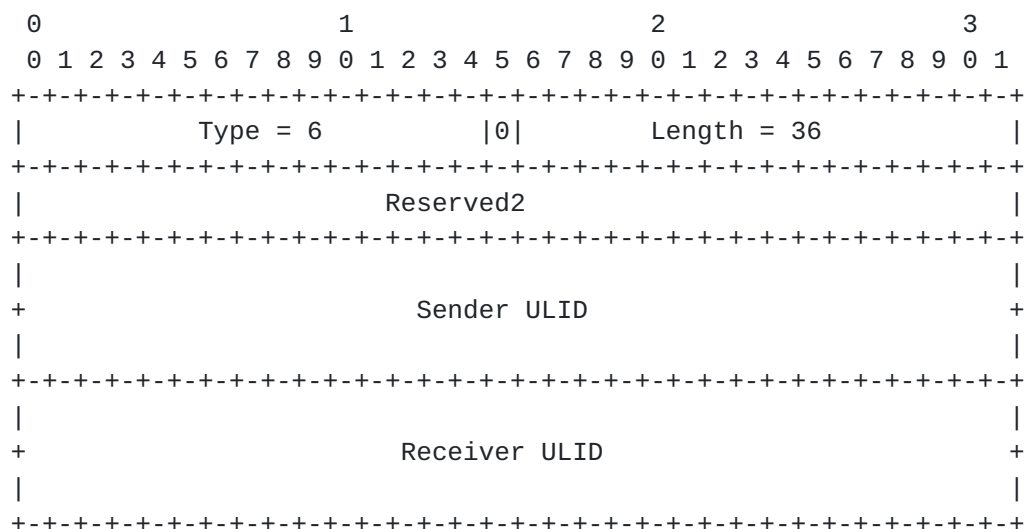 0                   1                   2                   3
 0 1 2 3 4 5 6 7 8 9 0 1 2 3 4 5 6 7 8 9 0 1 2 3 4 5 6 7 8 9 0 1
+-+-+-+-+-+-+-+-+-+-+-+-+-+-+-+-+-+-+-+-+-+-+-+-+-+-+-+-+-+-+-+-+
|           Type = 6          |0|        Length = 36            |
+-+-+-+-+-+-+-+-+-+-+-+-+-+-+-+-+-+-+-+-+-+-+-+-+-+-+-+-+-+-+-+-+
|                       Reserved2                               |
+-+-+-+-+-+-+-+-+-+-+-+-+-+-+-+-+-+-+-+-+-+-+-+-+-+-+-+-+-+-+-+-+
|                                                               |
+                         Sender ULID                           +
|                                                               |
+-+-+-+-+-+-+-+-+-+-+-+-+-+-+-+-+-+-+-+-+-+-+-+-+-+-+-+-+-+-+-+-+
|                                                               |
+                        Receiver ULID                          +
|                                                               |
+-+-+-+-+-+-+-+-+-+-+-+-+-+-+-+-+-+-+-+-+-+-+-+-+-+-+-+-+-+-+-+-+